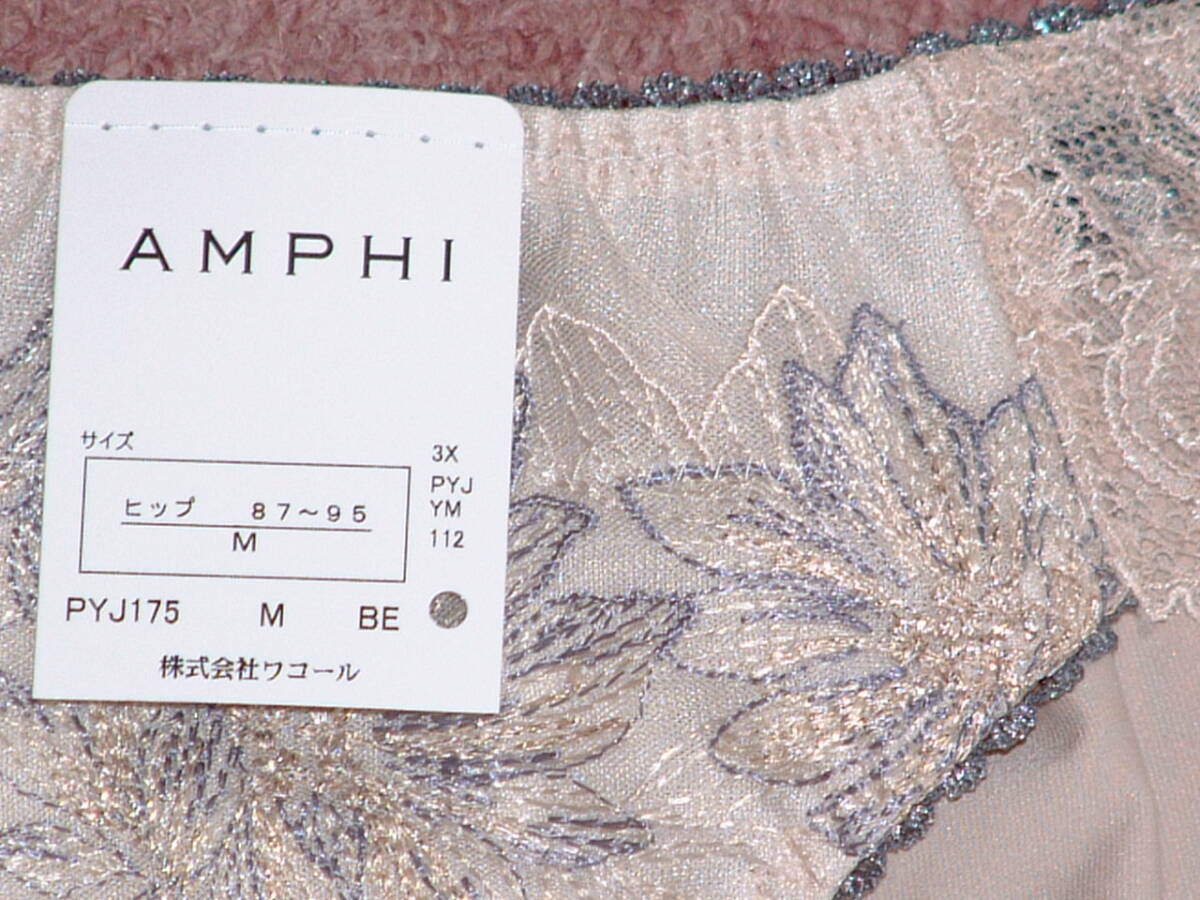 AMPHI
サイズ
ヒップ 87～95
M
3X
PYJ
YM
112
PYJ175 M BE
株式会社ワコール